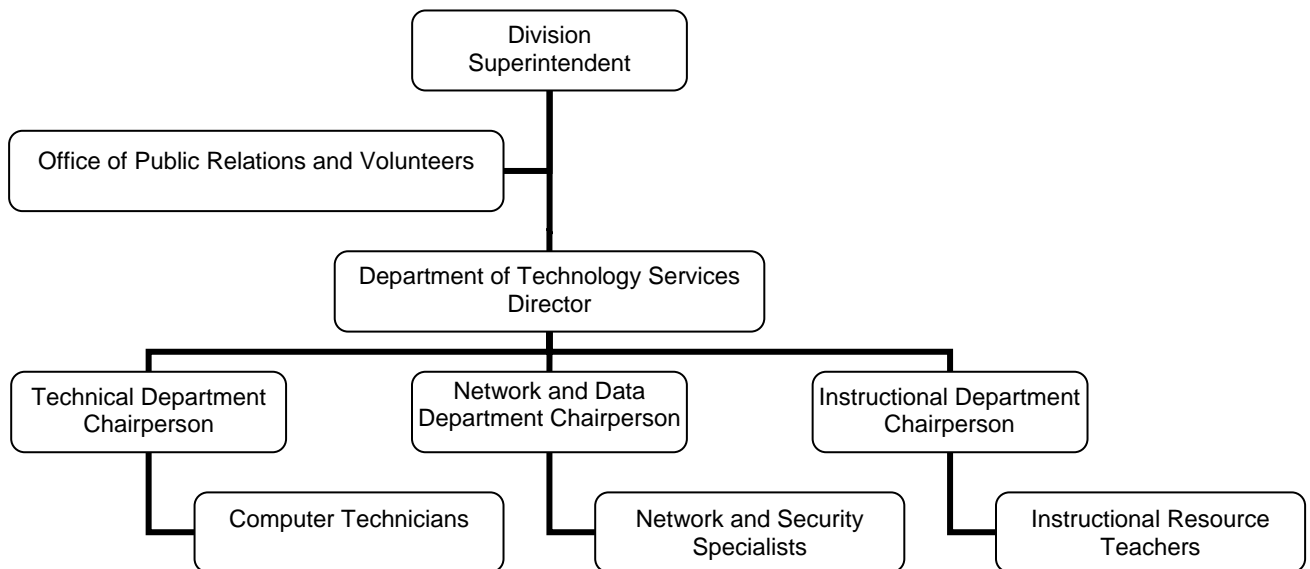 Division
Superintendent
Office of Public Relations and Volunteers
Department of Technology Services
Director
Technical Department
Chairperson
Network and Data
Department Chairperson
Instructional Department
Chairperson
Computer Technicians
Network and Security
Specialists
Instructional Resource
Teachers